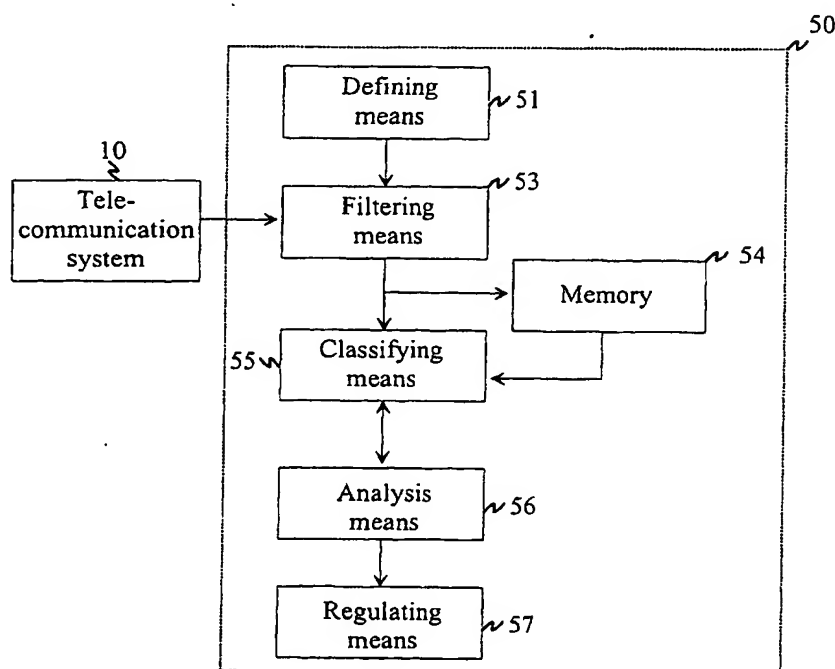 50
Defining
means
51
10
Tele-
communication
system
53
Filtering
means
54
Memory
55
Classifying
means
Analysis
means
56
Regulating
means
57